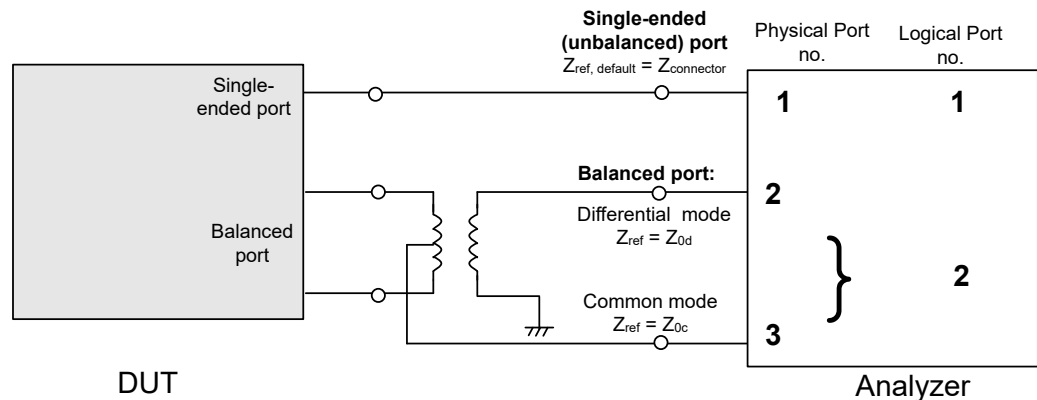 Single-ended
(unbalanced) port
Zref, default = Zconnector
Physical Port
no.
Logical Port
no.
Single-
ended port
1
1
Balanced port:
2
Differential mode
Zref = Z0d
Balanced
port
}
2
Common mode
Zref = Z0c
3
DUT
Analyzer